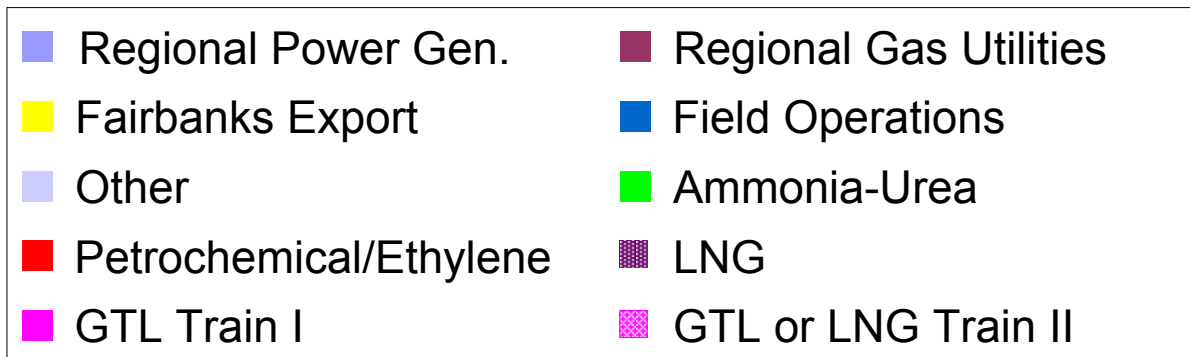 Regional Power Gen. Regional Gas Utilities
Fairbanks Export Field Operations
Other Ammonia-Urea
Petrochemical/Ethylene LNG
GTL Train I GTL or LNG Train II